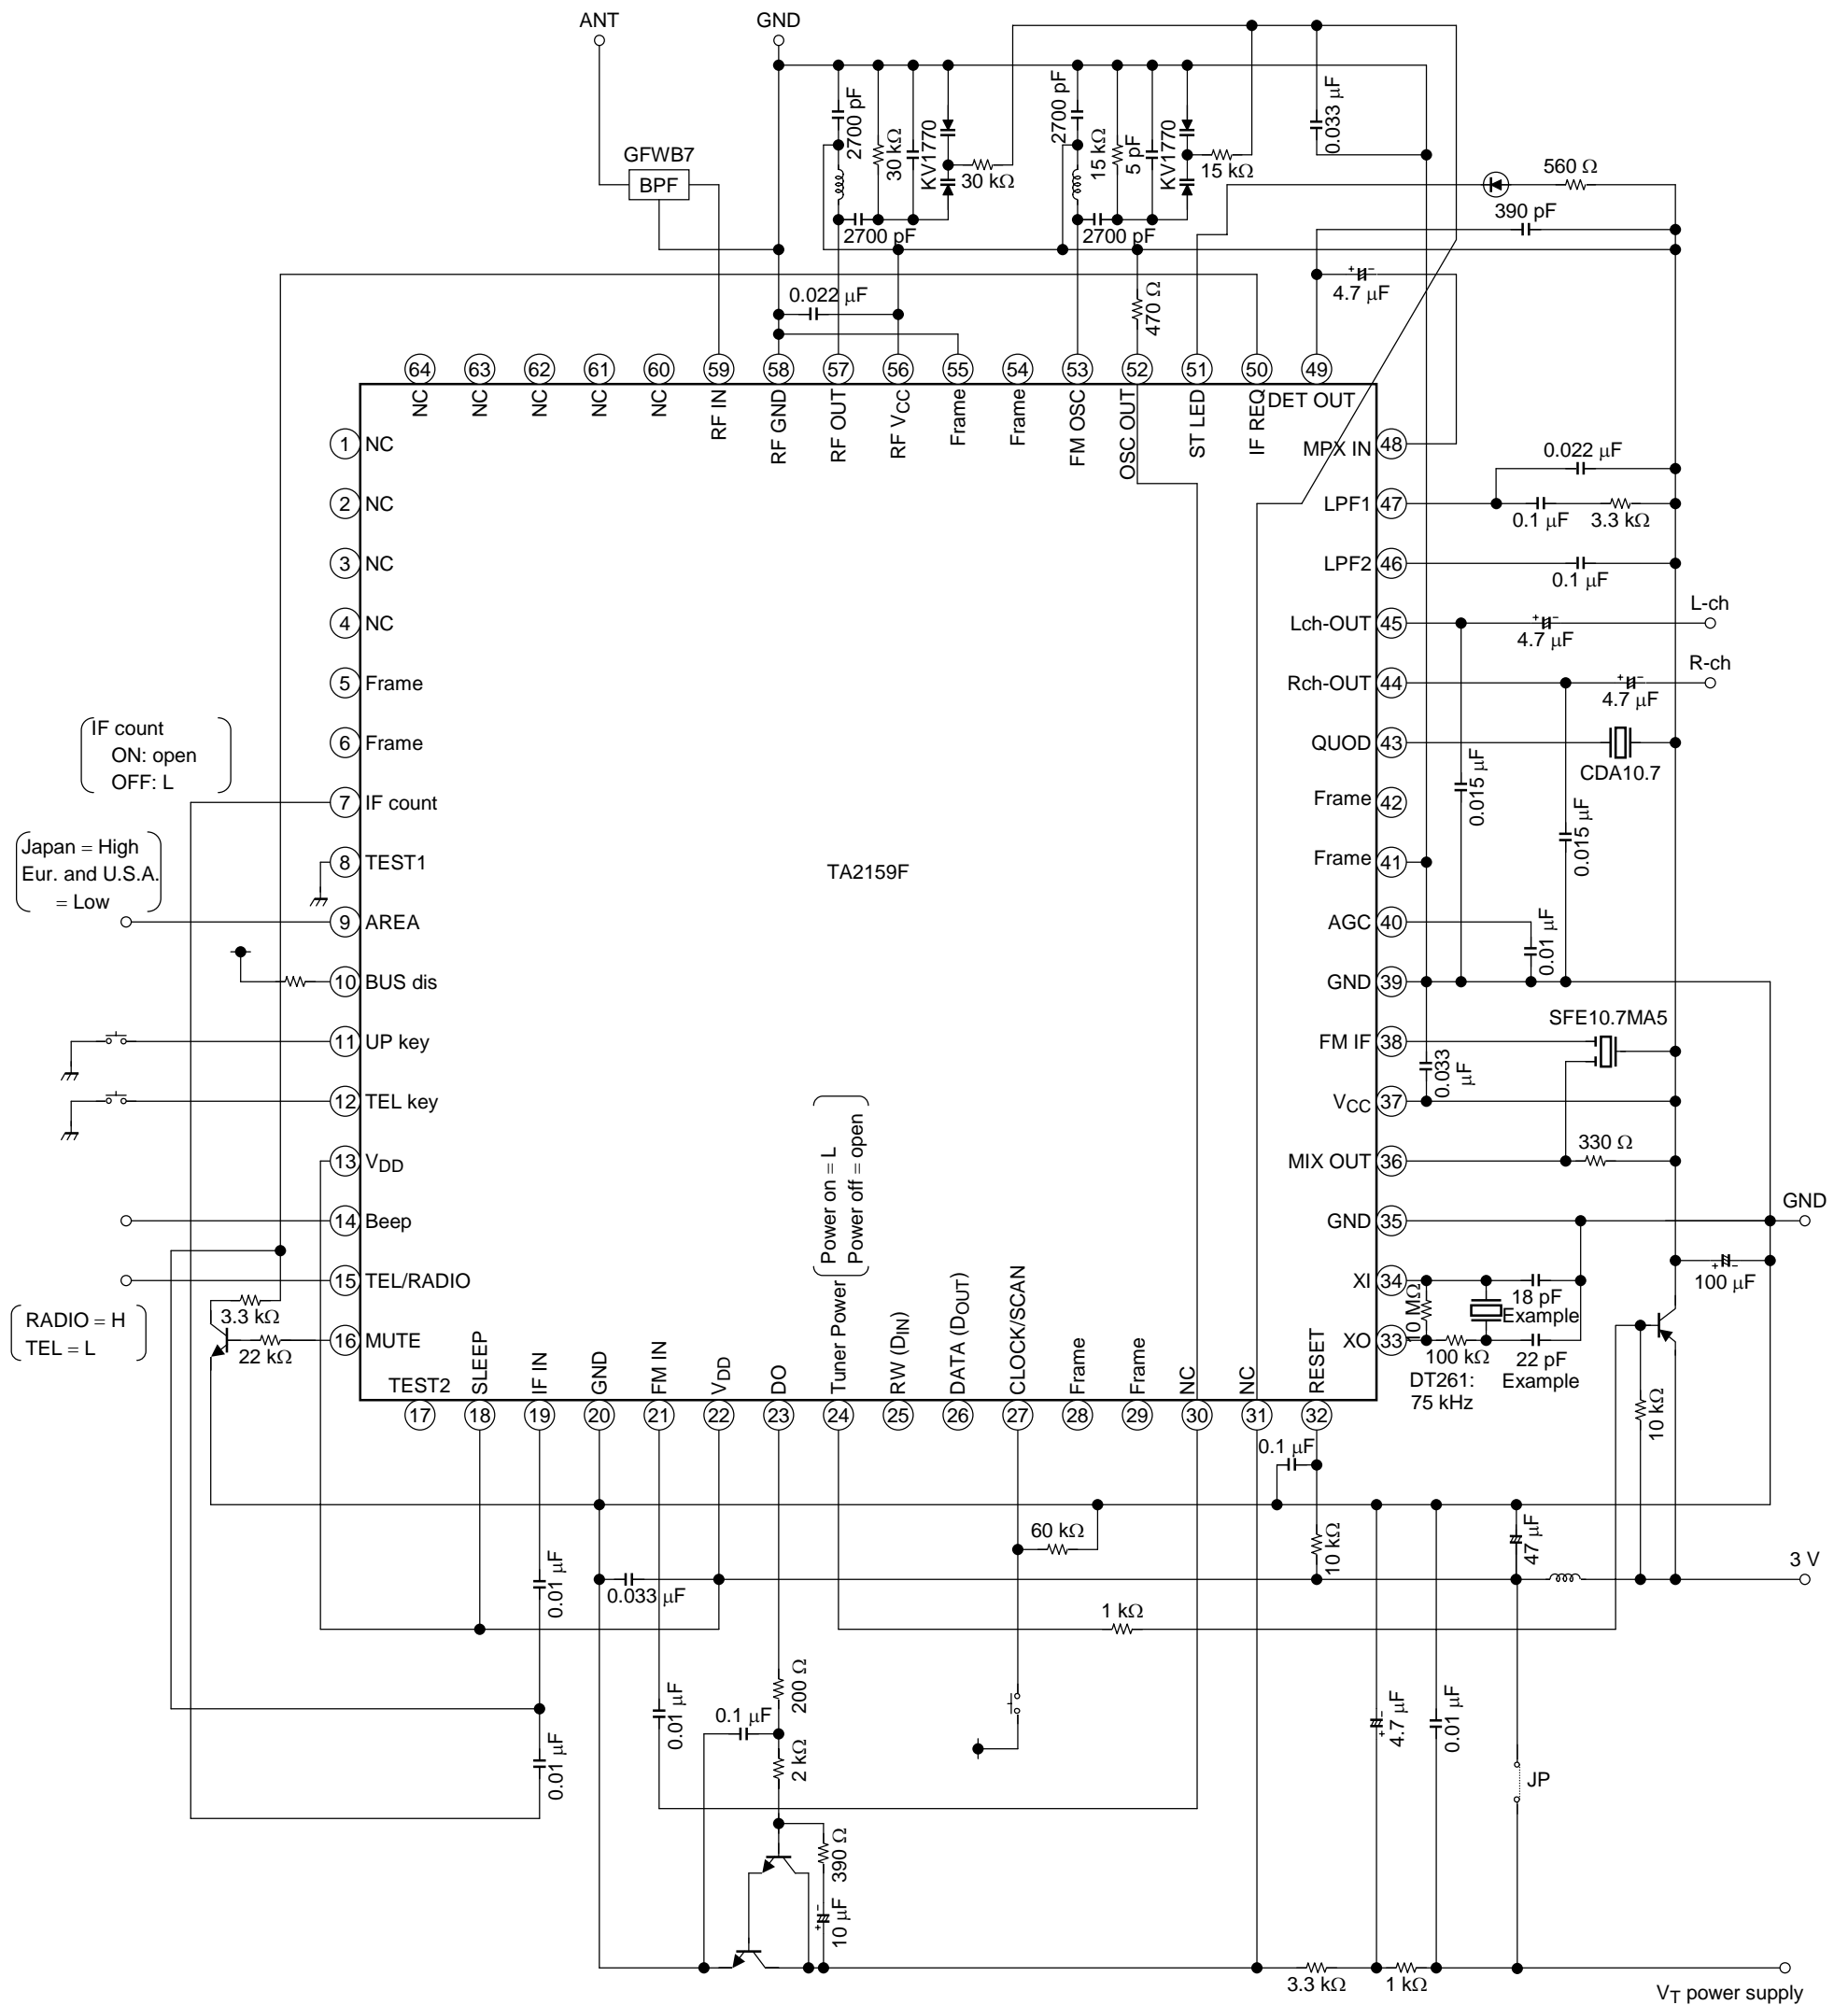 ANT
GND
2700 pF
30 kΩ
KV1770
30 kΩ
2700 pF
2700 pF
15 kΩ
5 pF
KV1770
15 kΩ
2700 pF
0.033 μF
GFWB7
BPF
560 Ω
390 pF
+ −
4.7 μF
0.022 μF
470 Ω
64 63 62 61 60 59 58 57 56 55 54 53 52 51 50 49
NC NC NC NC NC RF IN RF GND RF OUT RF VCC Frame Frame FM OSC OSC OUT ST LED IF REQ DET OUT
1 NC
2 NC
3 NC
4 NC
5 Frame
6 Frame
IF count
ON: open
OFF: L
7 IF count
Japan = High
Eur. and U.S.A.
= Low
8 TEST1
9 AREA
10 BUS dis
11 UP key
12 TEL key
13 VDD
14 Beep
15 TEL/RADIO
RADIO = H
TEL = L
3.3 kΩ
22 kΩ
16 MUTE
TA2159F
MPX IN 48
0.022 μF
LPF1 47
0.1 μF
3.3 kΩ
LPF2 46
0.1 μF
L-ch
Lch-OUT 45
+ −
4.7 μF
R-ch
Rch-OUT 44
+ −
4.7 μF
QUOD 43
CDA10.7
0.015 μF
0.015 μF
Frame 42
Frame 41
AGC 40
0.01 μF
GND 39
SFE10.7MA5
FM IF 38
0.033 μF
VCC 37
330 Ω
MIX OUT 36
GND
GND 35
+ −
100 μF
XI 34
10 MΩ
18 pF
Example
XO 33
100 kΩ
22 pF
Example
DT261:
75 kHz
10 kΩ
Power on = L
Power off = open
TEST2 SLEEP IF IN GND FM IN VDD DO Tuner Power RW (DIN) DATA (DOUT) CLOCK/SCAN Frame Frame NC NC RESET
17 18 19 20 21 22 23 24 25 26 27 28 29 30 31 32
0.1 μF
60 kΩ
10 kΩ
47 μF
3 V
0.01 μF
0.033 μF
1 kΩ
0.01 μF
0.01 μF
0.1 μF
200 Ω
2 kΩ
+ −
4.7 μF
0.01 μF
JP
390 Ω
+ −
10 μF
3.3 kΩ
1 kΩ
VT power supply